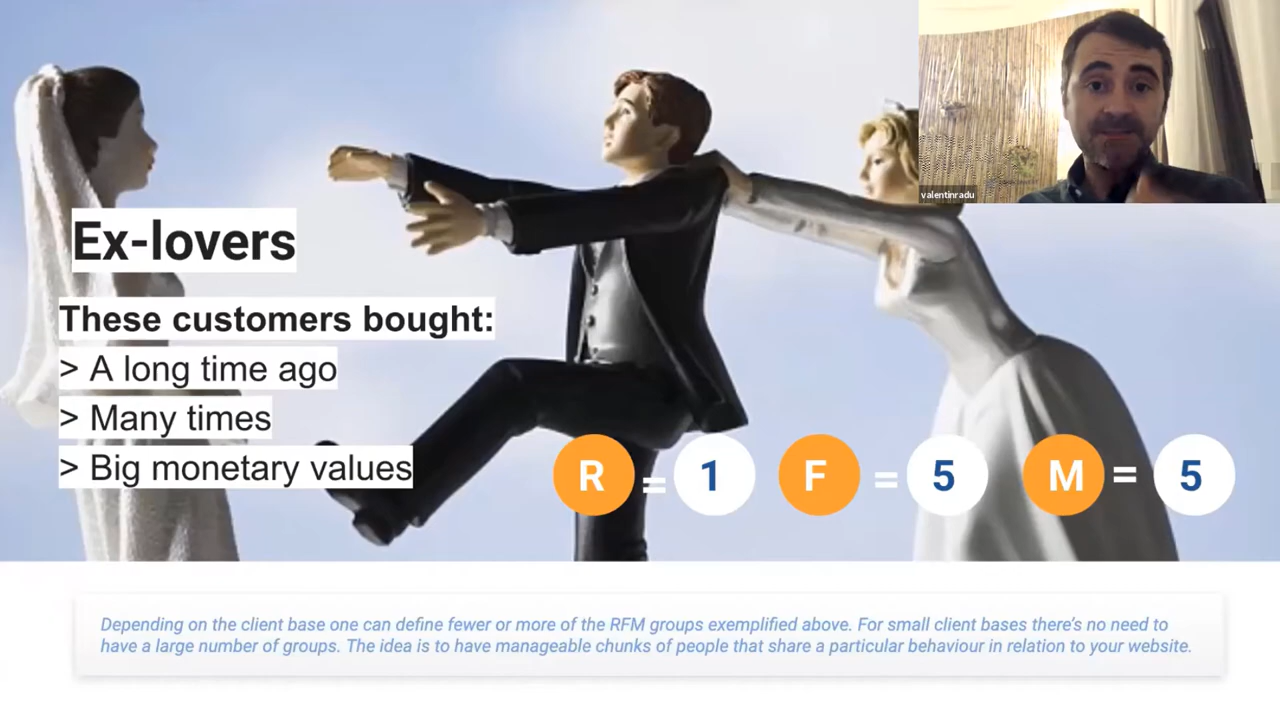 valentinradu
Ex-lovers
These customers bought:
> A long time ago
> Many times
> Big monetary values
R = 1 F = 5 M = 5
Depending on the client base one can define fewer or more of the RFM groups exemplified above. For small client bases there's no need to
have a large number of groups. The idea is to have manageable chunks of people that share a particular behaviour in relation to your website.